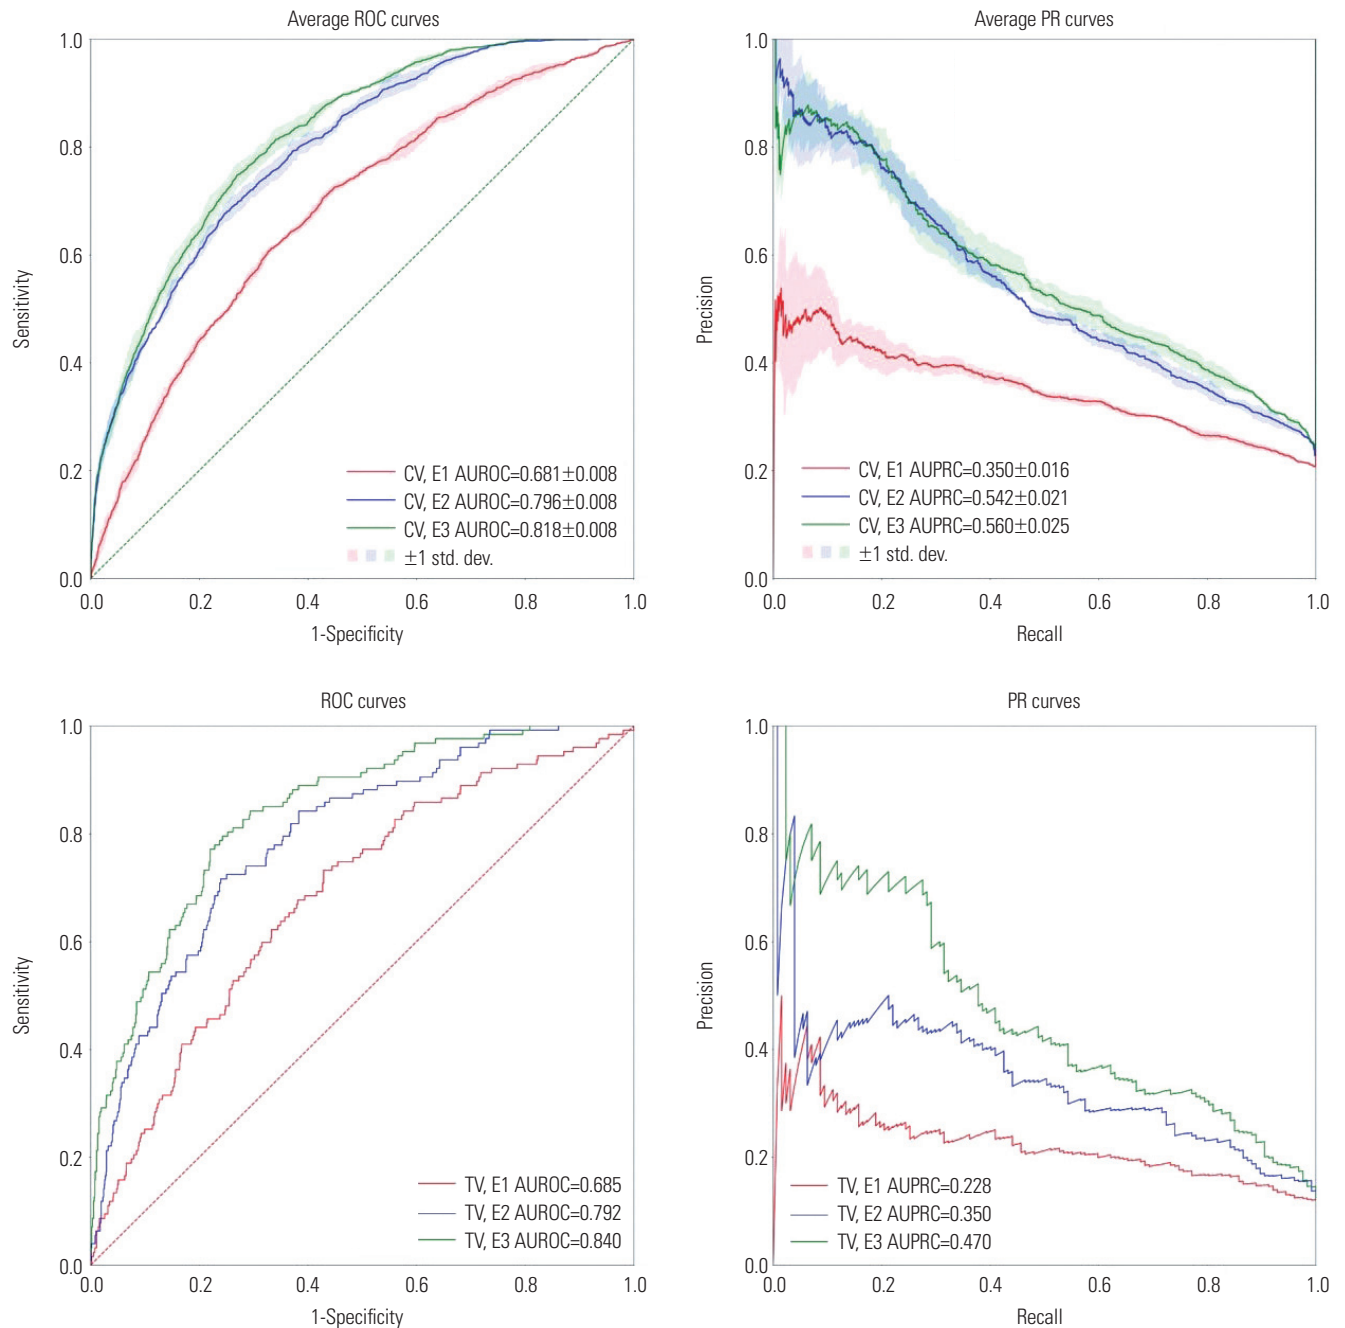 Average ROC curves
1.0
0.8
0.6
0.4
0.2
0.0
Sensitivity
CV, E1 AUROC=0.681±0.008
CV, E2 AUROC=0.796±0.008
CV, E3 AUROC=0.818±0.008
±1 std. dev.
0.0 0.2 0.4 0.6 0.8 1.0
1-Specificity
Average PR curves
1.0
0.8
0.6
0.4
0.2
0.0
Precision
CV, E1 AUPRC=0.350±0.016
CV, E2 AUPRC=0.542±0.021
CV, E3 AUPRC=0.560±0.025
±1 std. dev.
0.0 0.2 0.4 0.6 0.8 1.0
Recall
ROC curves
1.0
0.8
0.6
0.4
0.2
0.0
Sensitivity
TV, E1 AUROC=0.685
TV, E2 AUROC=0.792
TV, E3 AUROC=0.840
0.0 0.2 0.4 0.6 0.8 1.0
1-Specificity
PR curves
1.0
0.8
0.6
0.4
0.2
0.0
Precision
TV, E1 AUPRC=0.228
TV, E2 AUPRC=0.350
TV, E3 AUPRC=0.470
0.0 0.2 0.4 0.6 0.8 1.0
Recall